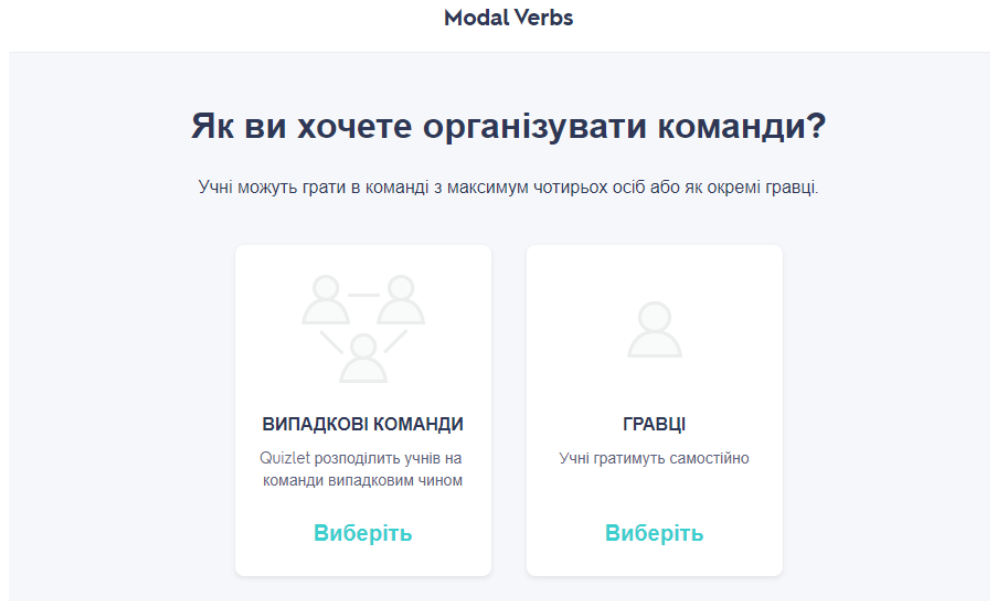 Modal Verbs
Як ви хочете організувати команди?
Учні можуть грати в команді з максимум чотирьох осіб або як окремі гравці.
ВИПАДКОВІ КОМАНДИ
Quizlet розподілить учнів на
команди випадковим чином
Виберіть
ГРАВЦІ
Учні гратимуть самостійно
Виберіть